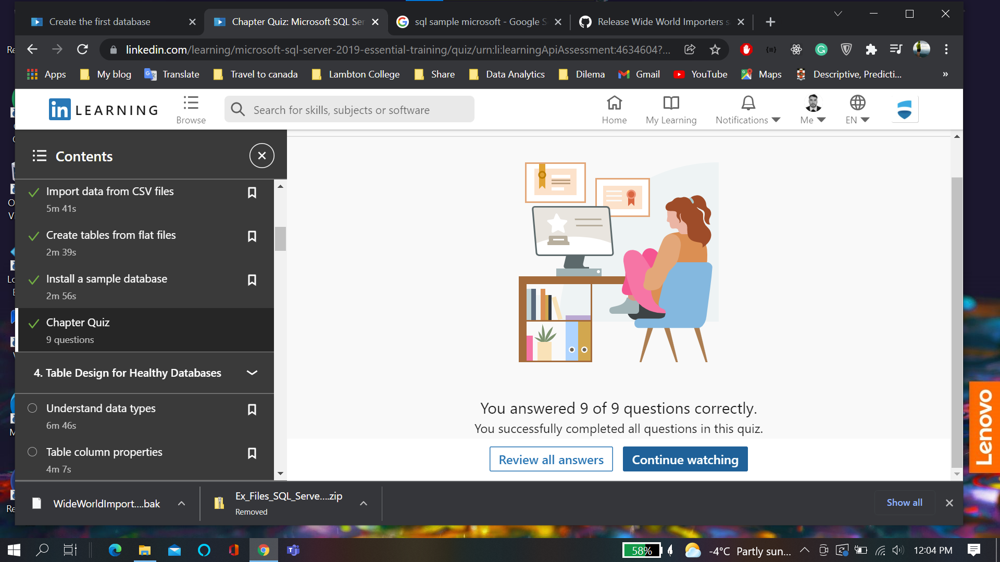 Create the first database
Chapter Quiz: Microsoft SQL Ser
sql sample microsoft - Google S
Release Wide World Importers s
linkedin.com/learning/microsoft-sql-server-2019-essential-training/quiz/urn:li:learningApiAssessment:4634604?...
Apps
My blog
Translate
Travel to canada
Lambton College
Share
Data Analytics
Dilema
Gmail
YouTube
Maps
Descriptive, Predicti...
»
in LEARNING
Browse
Search for skills, subjects or software
Home
My Learning
Notifications
Me
EN
Contents
Import data from CSV files
5m 41s
Create tables from flat files
2m 39s
Install a sample database
2m 56s
Chapter Quiz
9 questions
4. Table Design for Healthy Databases
Understand data types
6m 46s
Table column properties
4m 7s
You answered 9 of 9 questions correctly.
You successfully completed all questions in this quiz.
Review all answers
Continue watching
WideWorldImport....bak
Ex_Files_SQL_Serve....zip
Removed
Show all
Lenovo
58%
-4°C Partly sun...
12:04 PM